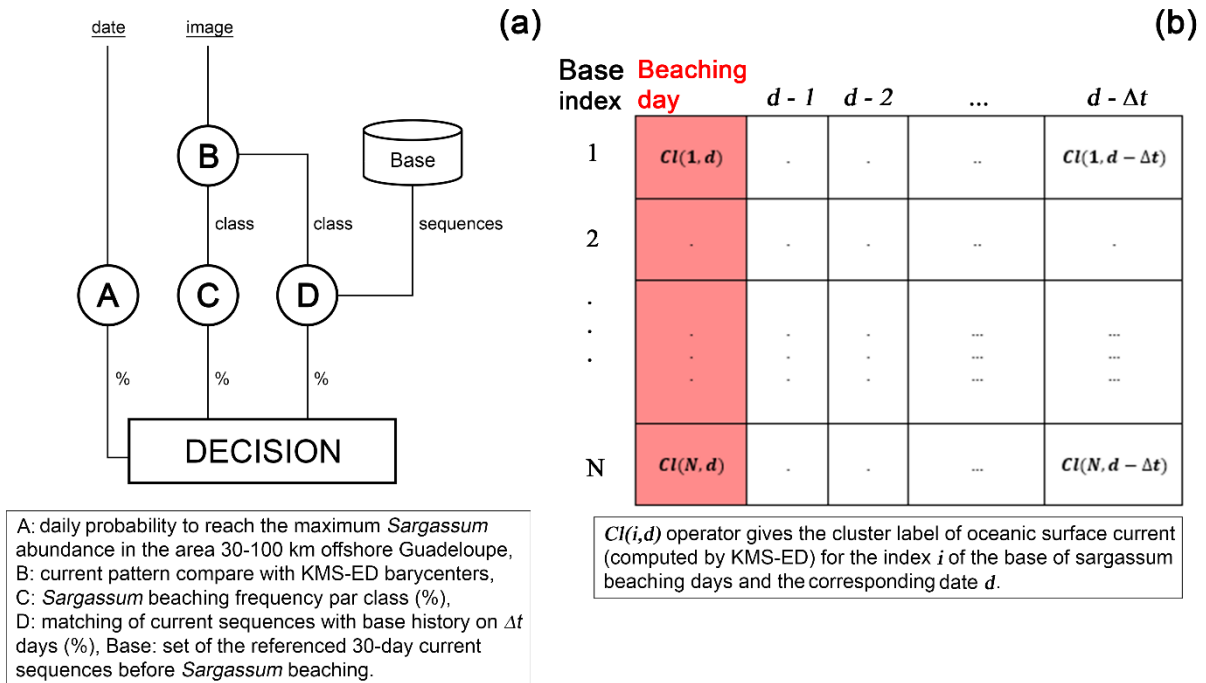 (a)
date
image
B
Base
class
class
sequences
A
C
D
%
%
%
DECISION
A: daily probability to reach the maximum Sargassum
abundance in the area 30-100 km offshore Guadeloupe,
B: current pattern compare with KMS-ED barycenters,
C: Sargassum beaching frequency par class (%),
D: matching of current sequences with base history on Δt
days (%), Base: set of the referenced 30-day current
sequences before Sargassum beaching.
(b)
Base
index
Beaching
day
d - 1
d - 2
...
d - Δt
1
Cl(1, d)
.
.
..
Cl(1, d − Δt)
2
.
.
.
..
.
.
.
.
.
.
.
...
...
.
.
.
...
...
.
.
.
...
...
N
Cl(N, d)
.
.
...
Cl(N, d − Δt)
Cl(i,d) operator gives the cluster label of oceanic surface current
(computed by KMS-ED) for the index i of the base of sargassum
beaching days and the corresponding date d.